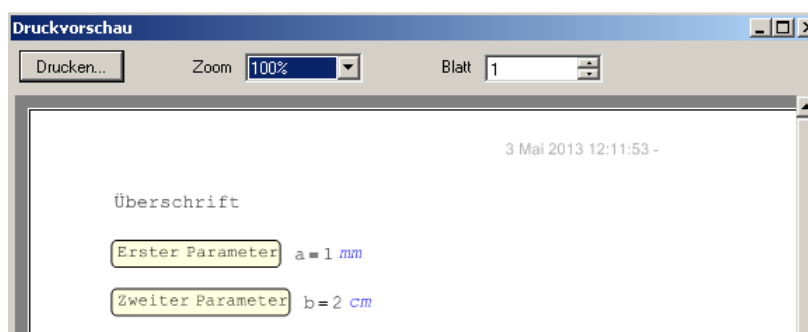 Druckvorschau
Drucken... Zoom 100% Blatt 1
3 Mai 2013 12:11:53 -
Überschrift
Erster Parameter a=1 mm
Zweiter Parameter b=2 cm